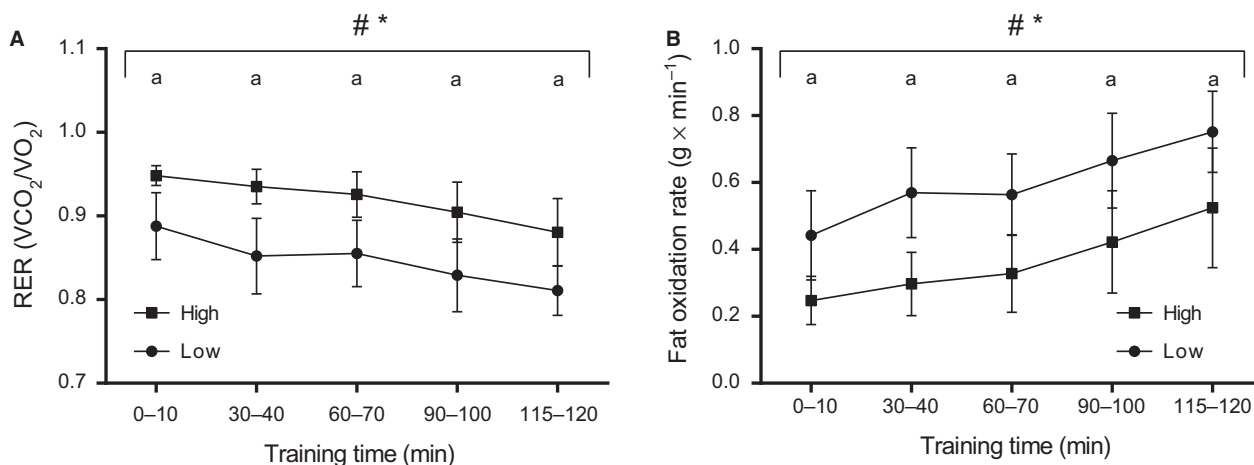 A
# *
a a a a a
RER (VCO₂/VO₂)
1.1
1.0
0.9
0.8
0.7
High
Low
0–10 30–40 60–70 90–100 115–120
Training time (min)
B
# *
a a a a a
Fat oxidation rate (g × min⁻¹)
1.0
0.8
0.6
0.4
0.2
0.0
High
Low
0–10 30–40 60–70 90–100 115–120
Training time (min)